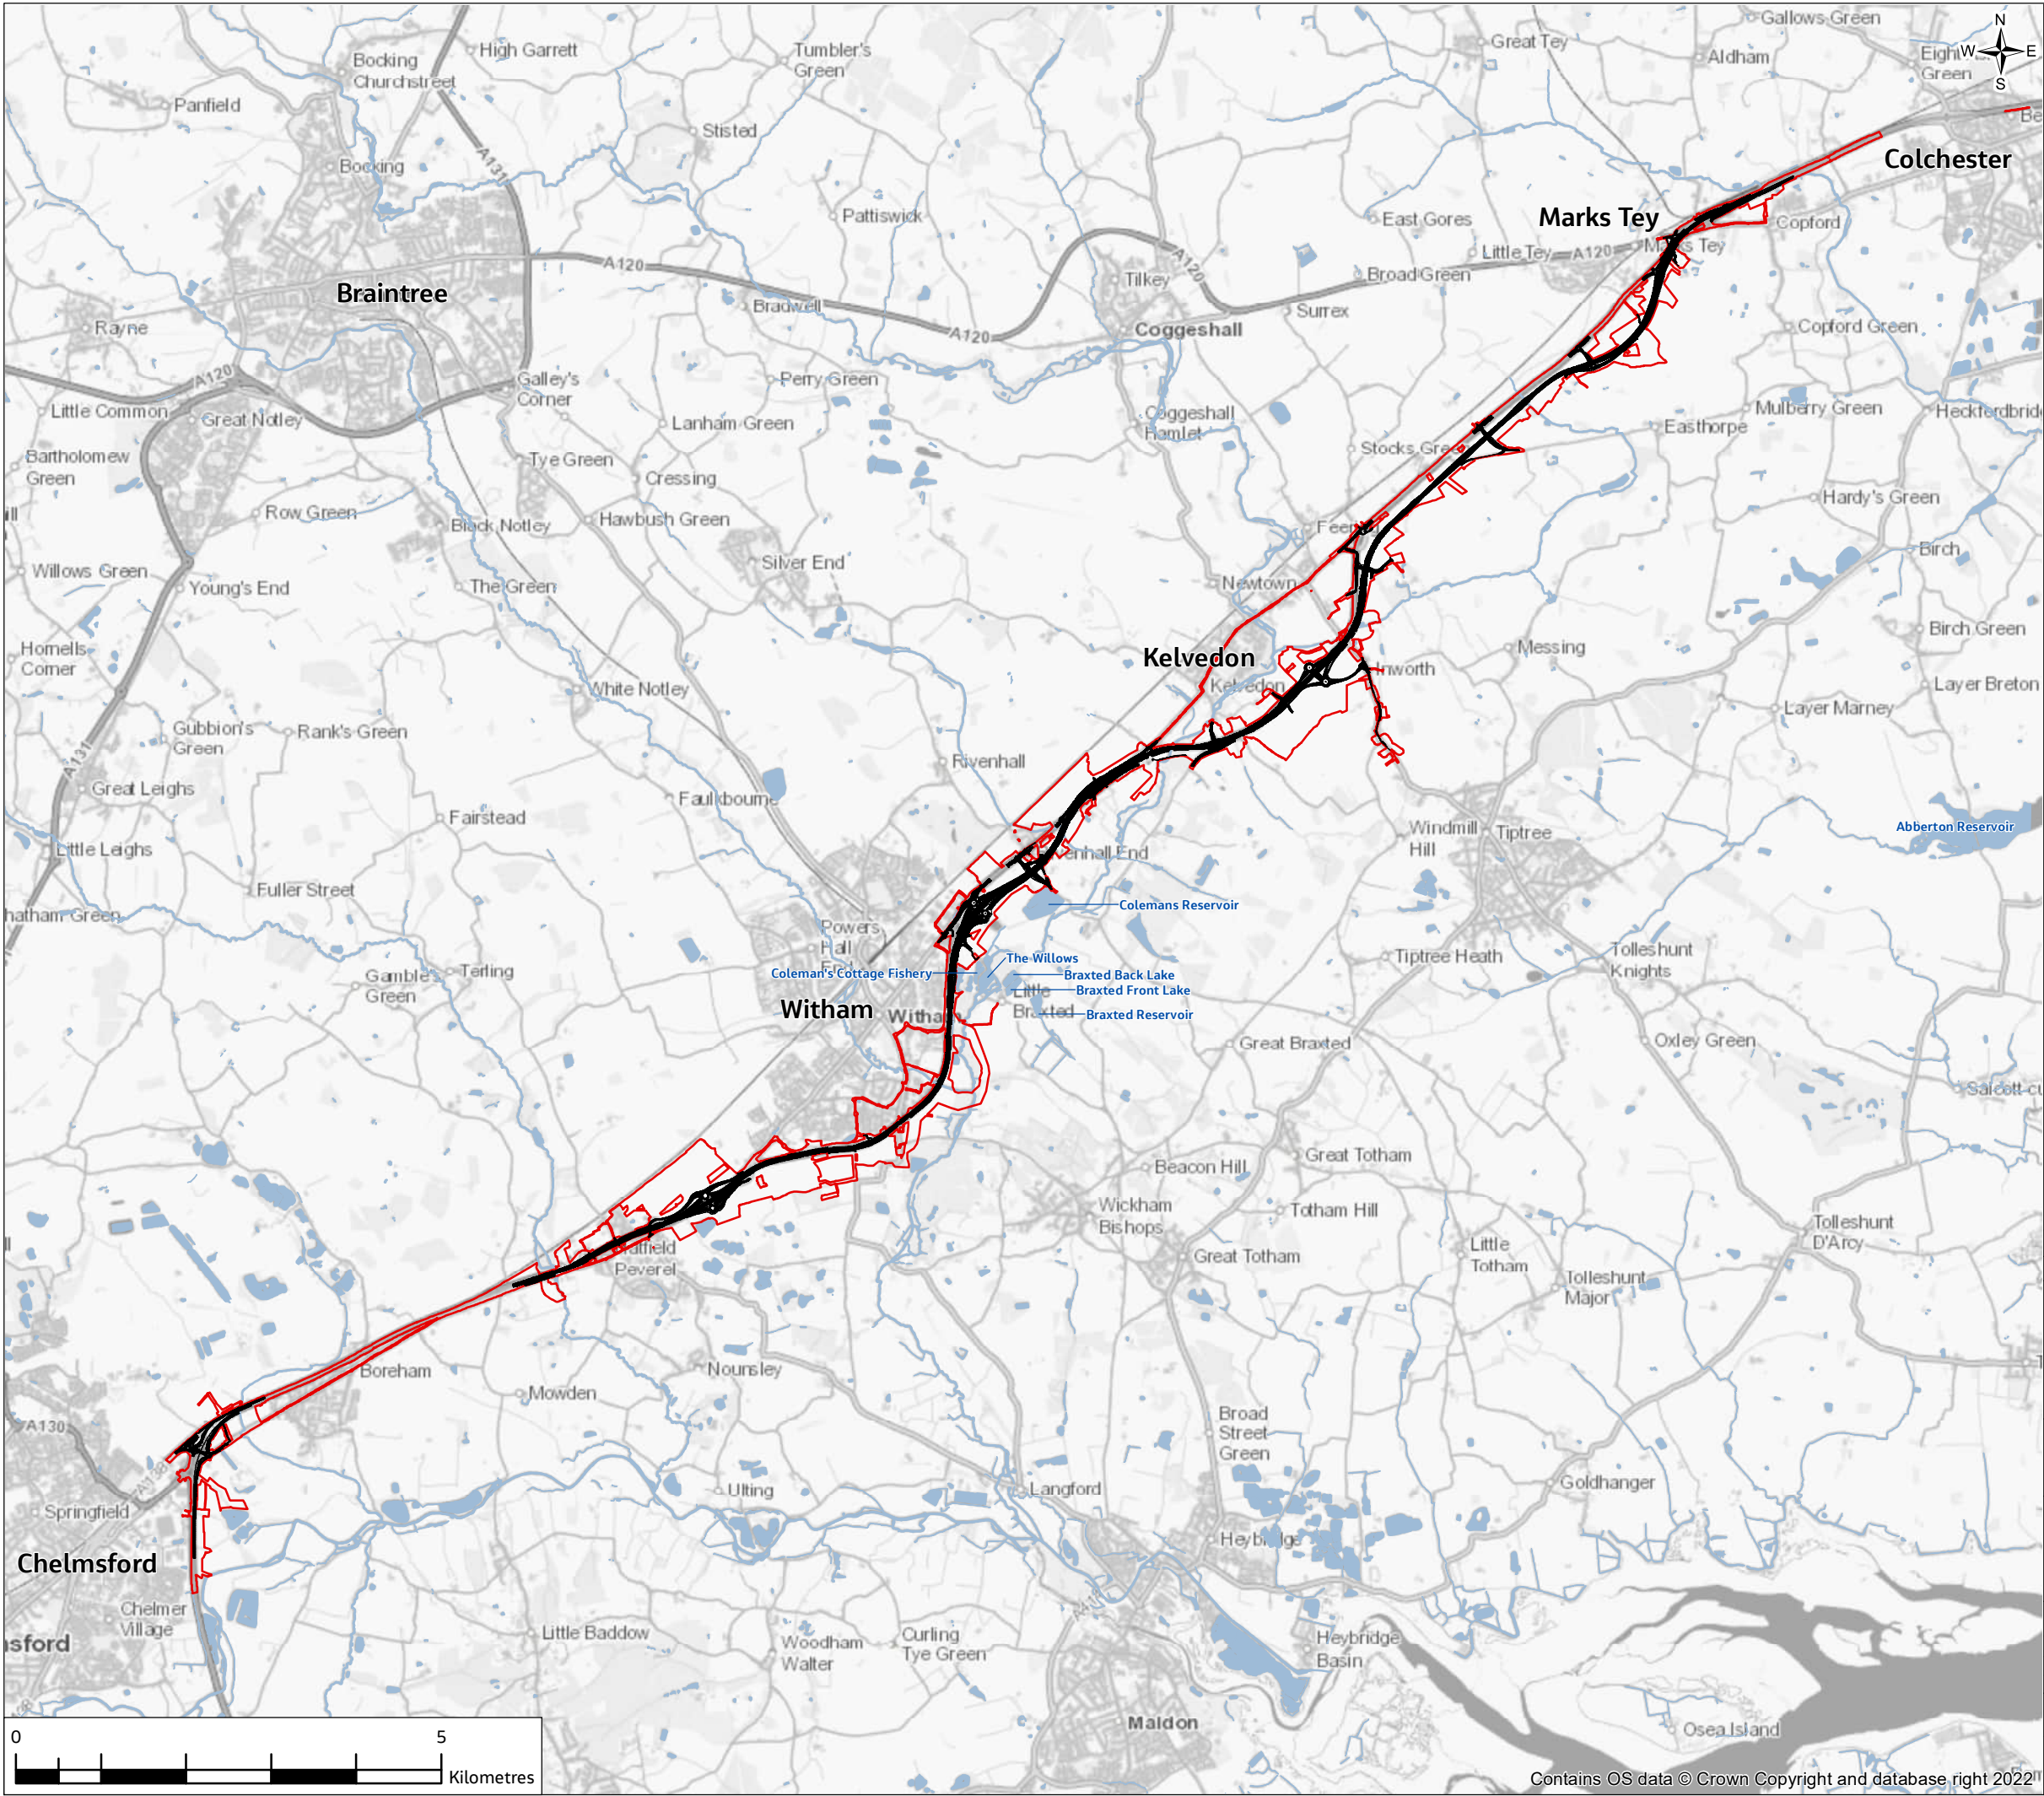 Gallows Green
High Garrett
Bocking
Churchstreet
Tumbler's
Green
Great Tey
Aldham
N
W
E
S
Green
Panfield
Stisted
Bocking
A131
Colchester
Pattiswick
East Gores
Marks Tey
Copford
Marks Tey
Little Tey
A120
A120
A120
Broad Green
Tilkey
Braintree
Bradwell
Surrex
Rayne
A120
Coggeshall
Copford Green
A120
Galley's
Corner
Perry Green
Little Common
Great Notley
Lanham Green
Coggeshall
Hamlet
Mulberry Green
Easthorpe
Bartholomew
Green
Tye Green
Stocks Green
Cressing
Hardy's Green
Row Green
Black Notley
Hawbush Green
Birch
Willows Green
Young's End
The Green
Silver End
Newtown
Hornells
Corner
Birch Green
Messing
Kelvedon
Inworth
Kelvedon
White Notley
Layer Breton
Layer Marney
Gubbion's
Green
Rank's Green
A131
Rivenhall
Great Leighs
Faulkbourne
Fairstead
Windmill
Hill
Tiptree
Abberton Reservoir
Little Leighs
Fuller Street
Colemans Reservoir
Powers
Hall
Tolleshunt
Knights
Tiptree Heath
The Willows
Gamble's
Green
Terling
Coleman's Cottage Fishery
Braxted Back Lake
Braxted Front Lake
Little
Braxted
Braxted Reservoir
Witham
Witham
Great Braxted
Oxley Green
Beacon Hill
Great Totham
Wickham
Bishops
Totham Hill
Tolleshunt
D'Arcy
Great Totham
Little
Totham
Peverel
Tolleshunt
Major
Boreham
Nounsley
Mowden
Broad
Street
Green
A130
Goldhanger
Springfield
Ulting
Langford
Heybridge
Chelmsford
Chelmer
Village
Little Baddow
Woodham
Walter
Curling
Tye Green
Heybridge
Basin
Maldon
Osea Island
0
5
Kilometres
Contains OS data © Crown Copyright and database right 2022